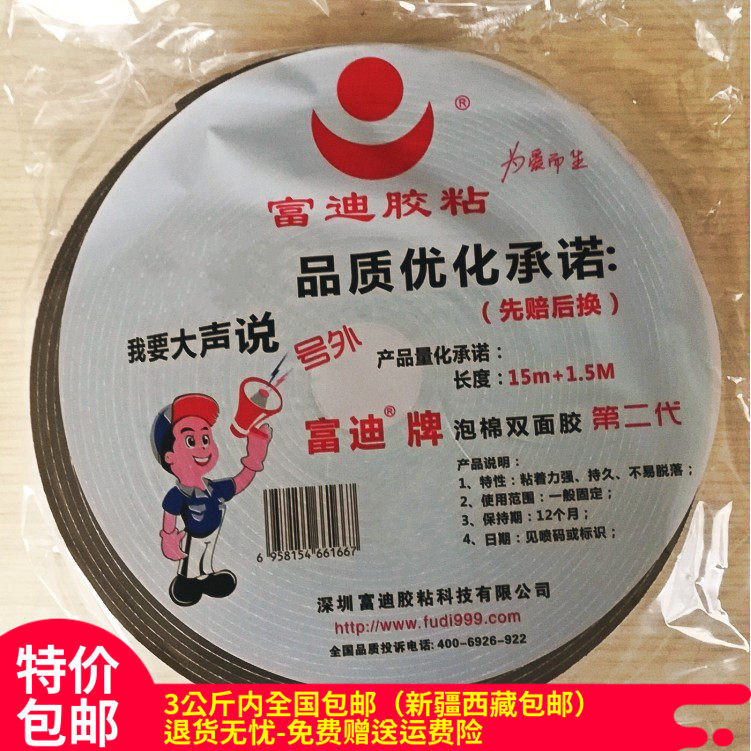 ®
为爱而生
富迪胶粘
品质优化承诺:
(先赔后换)
我要大声说
号外
产品量化承诺：
长度：15m+1.5M
富迪®牌 泡棉双面胶 第二代
产品说明：
1、特性：粘着力强、持久、不易脱落；
2、使用范围：一般固定；
3、保持期：12个月；
4、日期：见喷码或标识；
6 958154 661667
深圳富迪胶粘科技有限公司
http://www.fudi999.com
全国品质投诉电话: 400-6926-922
特价
包邮
3公斤内全国包邮（新疆西藏包邮）
退货无忧-免费赠送运费险